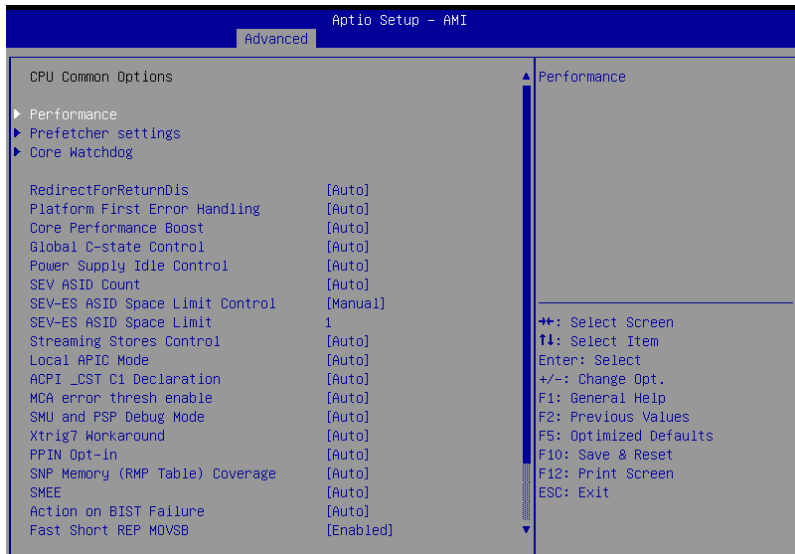 Aptio Setup – AMI
Advanced
CPU Common Options
Performance
Prefetcher settings
Core Watchdog
RedirectForReturnDis [Auto]
Platform First Error Handling [Auto]
Core Performance Boost [Auto]
Global C-state Control [Auto]
Power Supply Idle Control [Auto]
SEV ASID Count [Auto]
SEV-ES ASID Space Limit Control [Manual]
SEV-ES ASID Space Limit 1
Streaming Stores Control [Auto]
Local APIC Mode [Auto]
ACPI _CST C1 Declaration [Auto]
MCA error thresh enable [Auto]
SMU and PSP Debug Mode [Auto]
Xtrig7 Workaround [Auto]
PPIN Opt-in [Auto]
SNP Memory (RMP Table) Coverage [Auto]
SMEE [Auto]
Action on BIST Failure [Auto]
Fast Short REP MOVSB [Enabled]
Performance
→←: Select Screen
↑↓: Select Item
Enter: Select
+/-: Change Opt.
F1: General Help
F2: Previous Values
F5: Optimized Defaults
F10: Save & Reset
F12: Print Screen
ESC: Exit